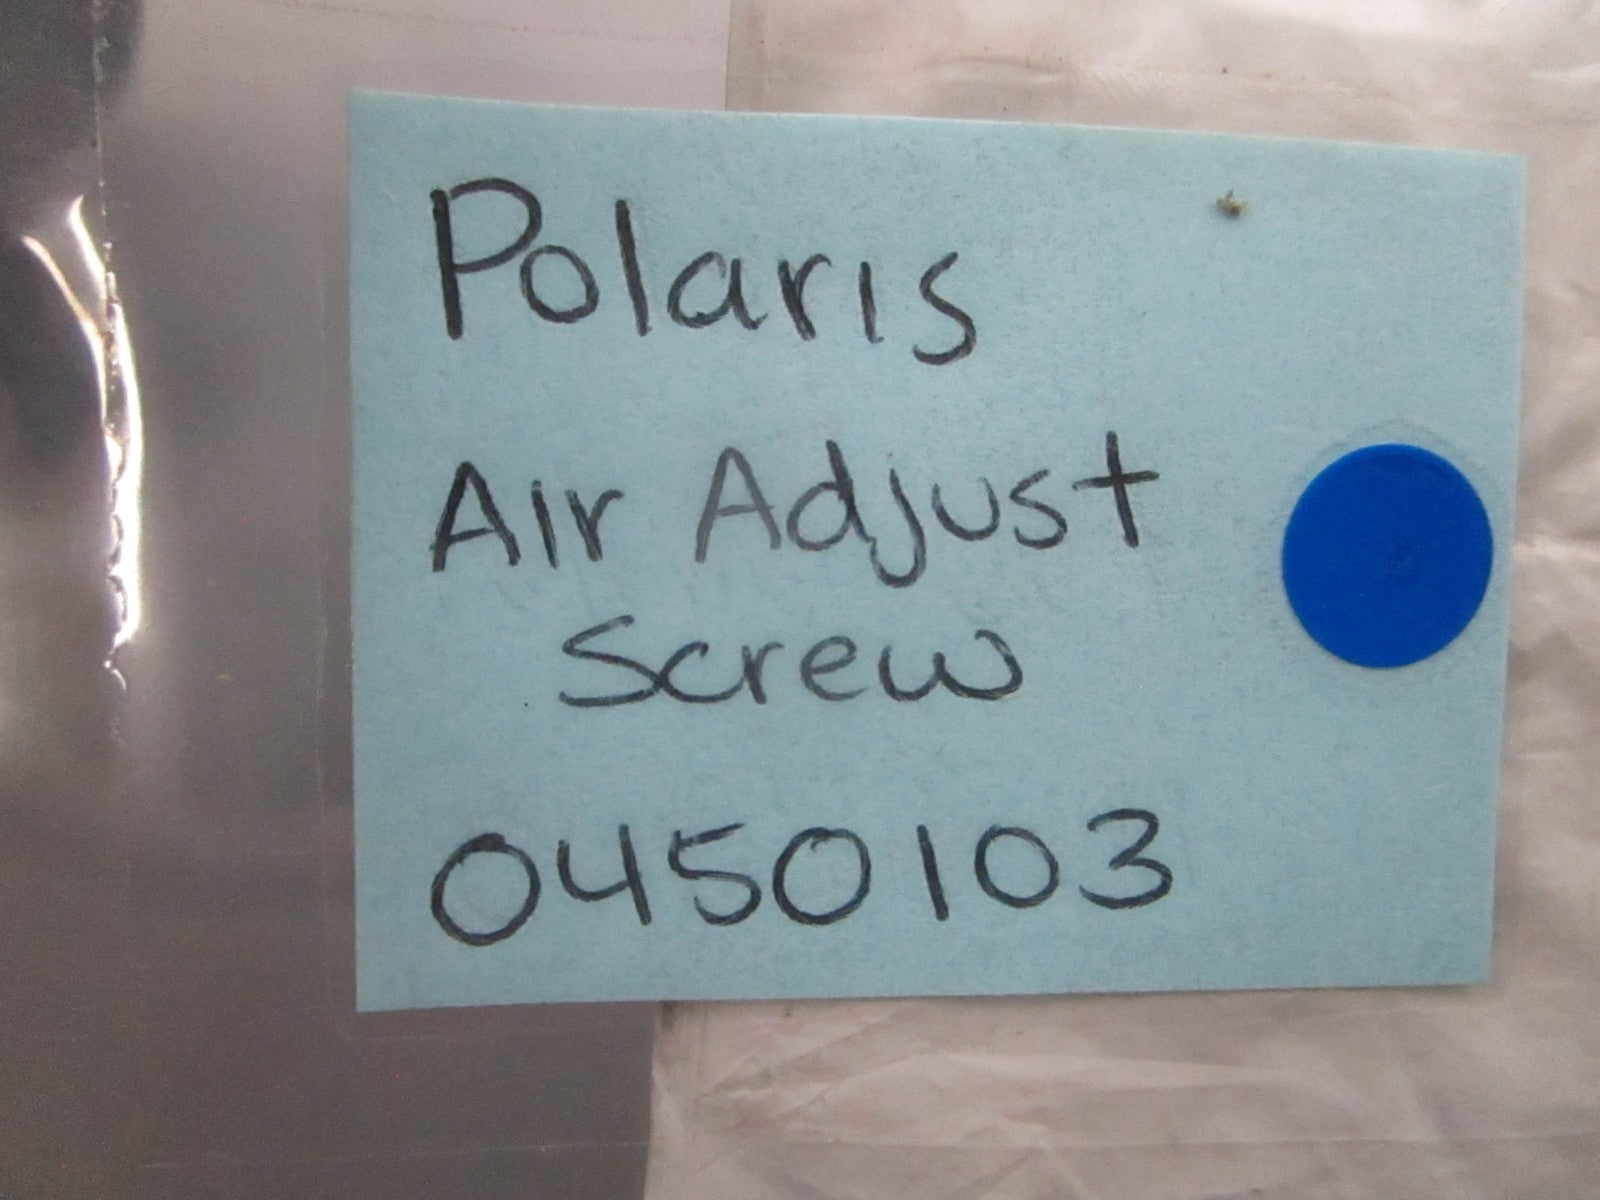 Polaris
Air Adjust
Screw
0450103